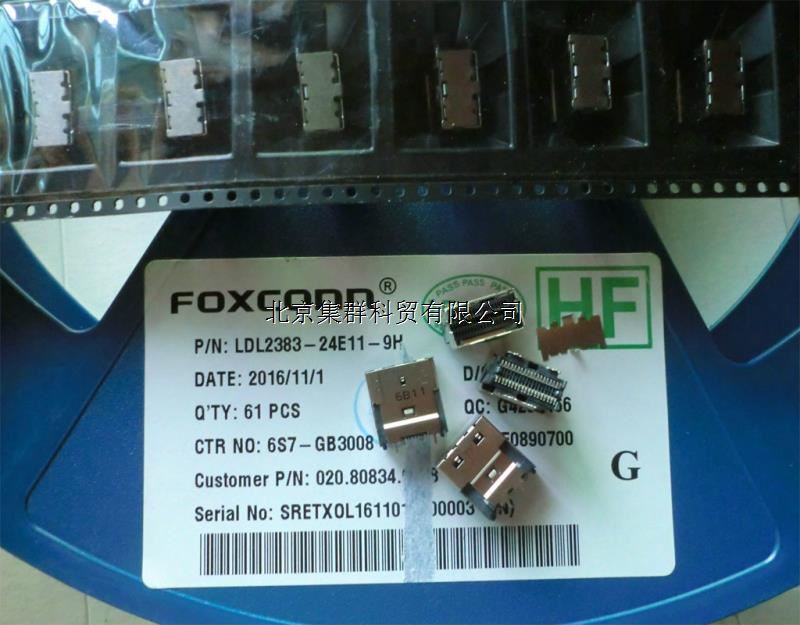 FOXCONN®
PASS PASS PASS
HF
北京集群科贸有限公司
P/N: LDL2383-24E11-9H
DATE: 2016/11/1
Q'TY: 61 PCS
QC:
CTR NO: 6S7-GB3008
0890700
6B11
Customer P/N: 020.80834.
G
Serial No: